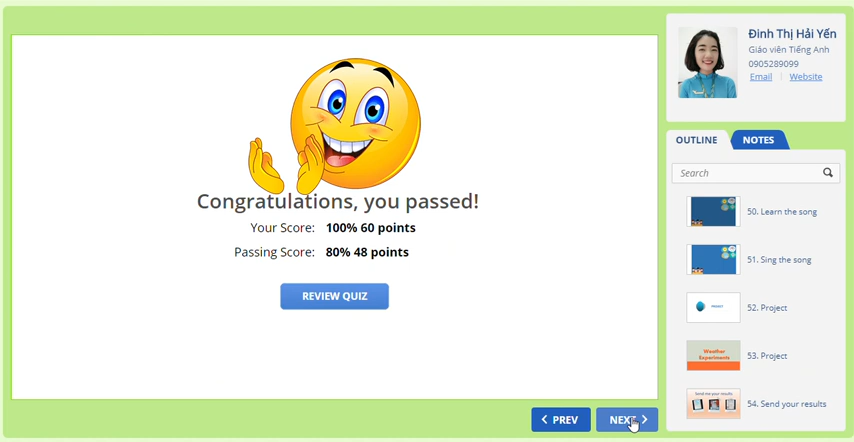 Congratulations, you passed!
Your Score: 100% 60 points
Passing Score: 80% 48 points
REVIEW QUIZ
PREV
NEXT
Đinh Thị Hải Yến
Giáo viên Tiếng Anh
0905289099
Email | Website
OUTLINE NOTES
Search
50. Learn the song
51. Sing the song
PROJECT
52. Project
Weather
Experiments
53. Project
Send me your results
54. Send your results